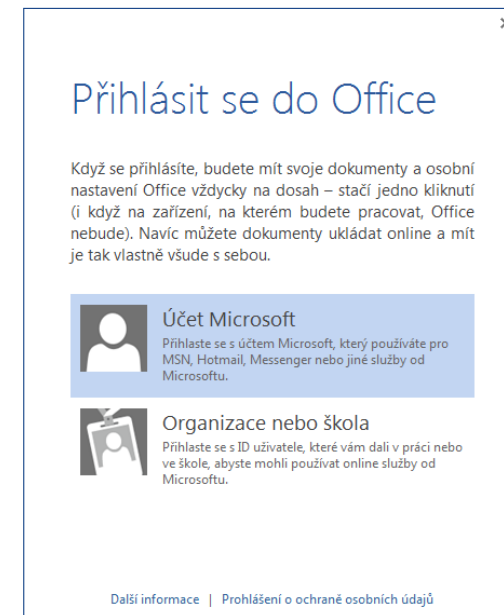 Přihlásit se do Office
Když se přihlásíte, budete mít svoje dokumenty a osobní
nastavení Office vždycky na dosah – stačí jedno kliknutí
(i když na zařízení, na kterém budete pracovat, Office
nebude). Navíc můžete dokumenty ukládat online a mít
je tak vlastně všude s sebou.
Účet Microsoft
Přihlaste se s účtem Microsoft, který používáte pro
MSN, Hotmail, Messenger nebo jiné služby od
Microsoftu.
Organizace nebo škola
Přihlaste se s ID uživatele, které vám dali v práci nebo
ve škole, abyste mohli používat online služby od
Microsoftu.
Další informace | Prohlášení o ochraně osobních údajů